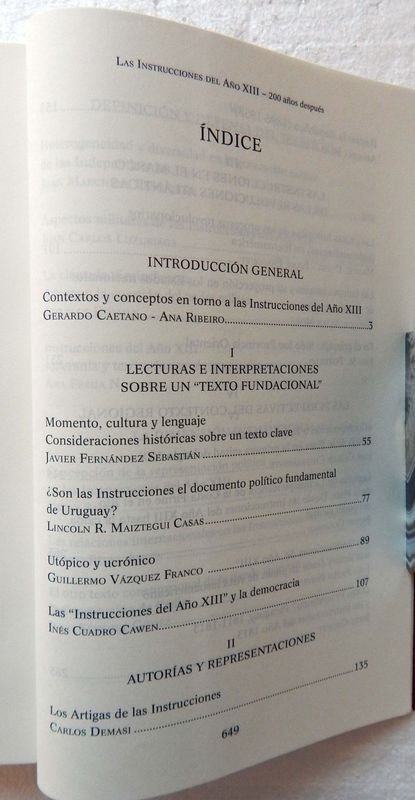 LAS INSTRUCCIONES DEL AÑO XIII – 200 años después
ÍNDICE
INTRODUCCIÓN GENERAL
Contextos y conceptos en torno a las Instrucciones del Año XIII
GERARDO CAETANO - ANA RIBEIRO 3
I
LECTURAS E INTERPRETACIONES
SOBRE UN "TEXTO FUNDACIONAL"
Momento, cultura y lenguaje
Consideraciones históricas sobre un texto clave
JAVIER FERNÁNDEZ SEBASTIÁN 55
¿Son las Instrucciones el documento político fundamental
de Uruguay?
LINCOLN R. MAIZTEGUI CASAS 77
Utópico y ucrónico
GUILLERMO VÁZQUEZ FRANCO 89
Las "Instrucciones del Año XIII" y la democracia
INÉS CUADRO CAWEN 107
II
AUTORÍAS Y REPRESENTACIONES
Los Artigas de las Instrucciones
CARLOS DEMASI 135
649